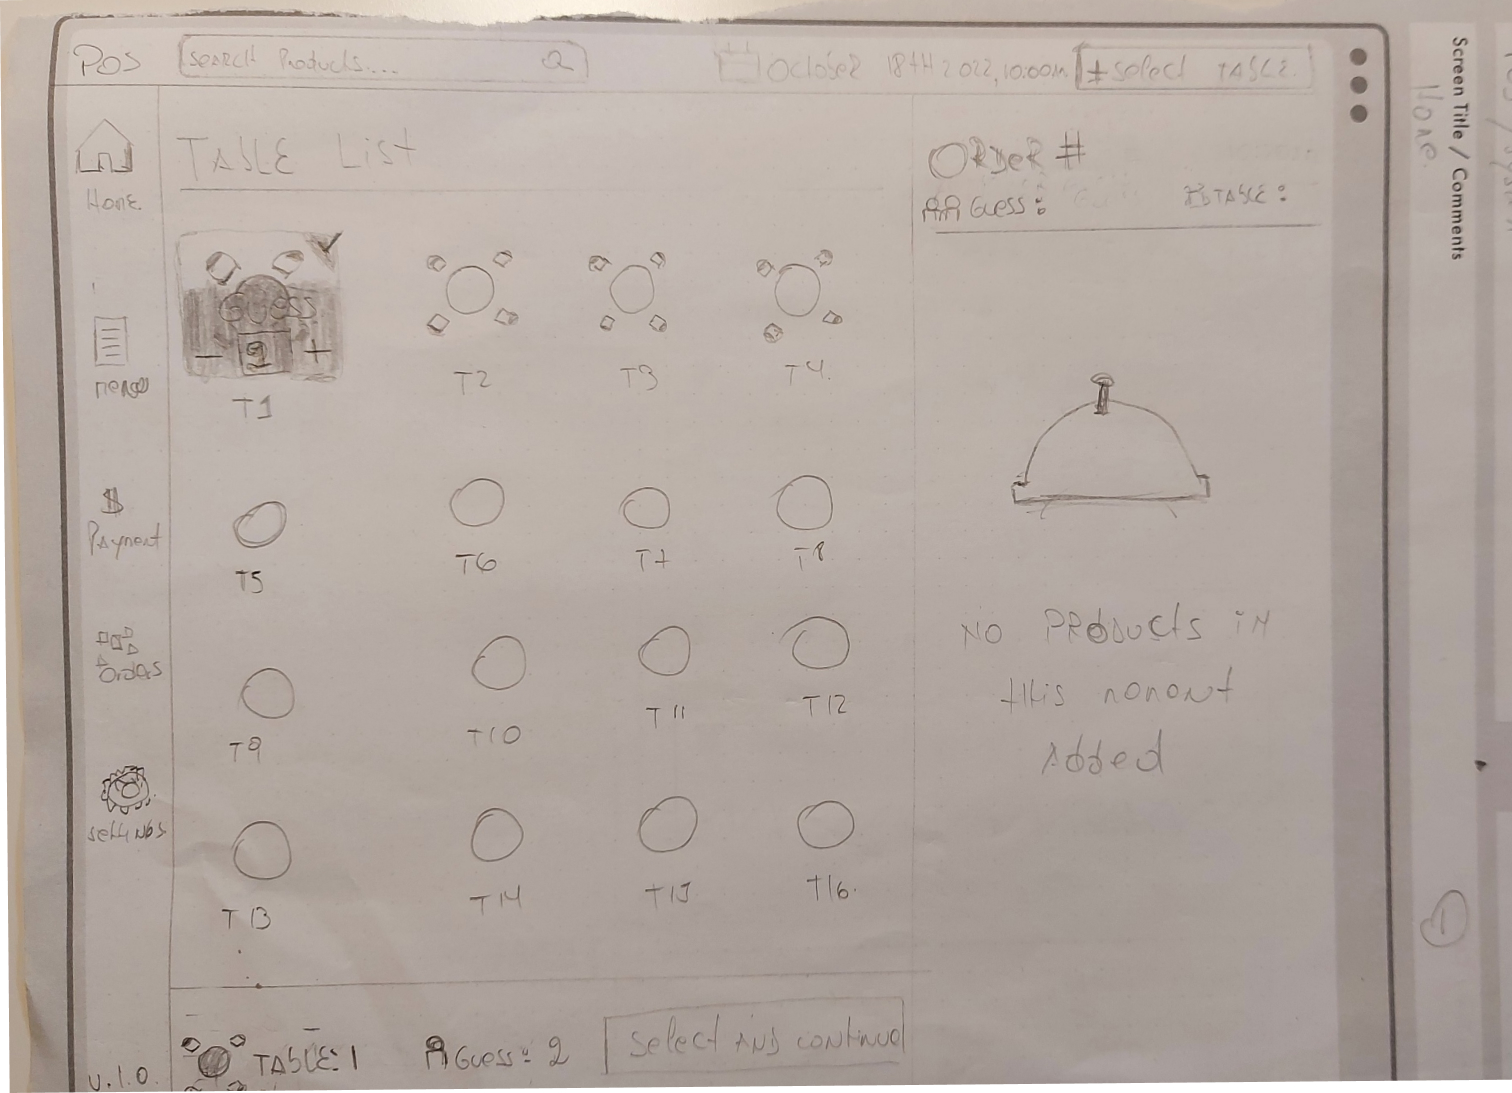 POS
Search Products....
October 18TH 2022, 10:00AM
+ Select TABLE.
Home.
Menu
$
Payment
Orders
Settings
v.1.0.
TABLE List
Guess
- 2 +
T1
T2
T3
T4.
T5
T6
T7
T8
T9
T10
T11
T12
T13
T14
T15
T16.
TABLE: 1
Guess: 2
Select AND continue
ORDER #
Guess:
TABLE:
NO PRODUCTS iN
tHis moment
Added
Screen Title / Comments
Home.
1